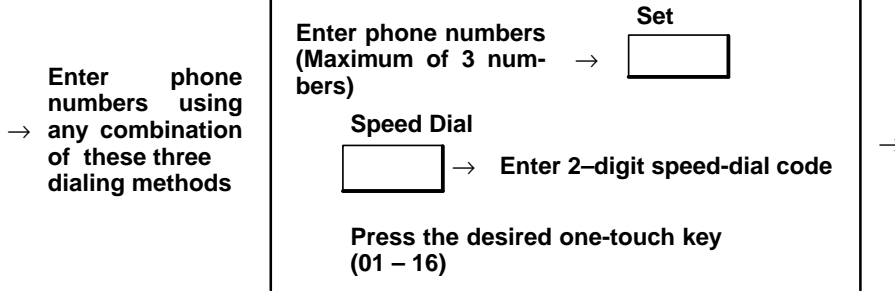 → Enter phone
numbers using
any combination
of these three
dialing methods
Enter phone numbers
(Maximum of 3 num-
bers)
→
Set
Speed Dial
→ Enter 2–digit speed-dial code
Press the desired one-touch key
(01 – 16)
→